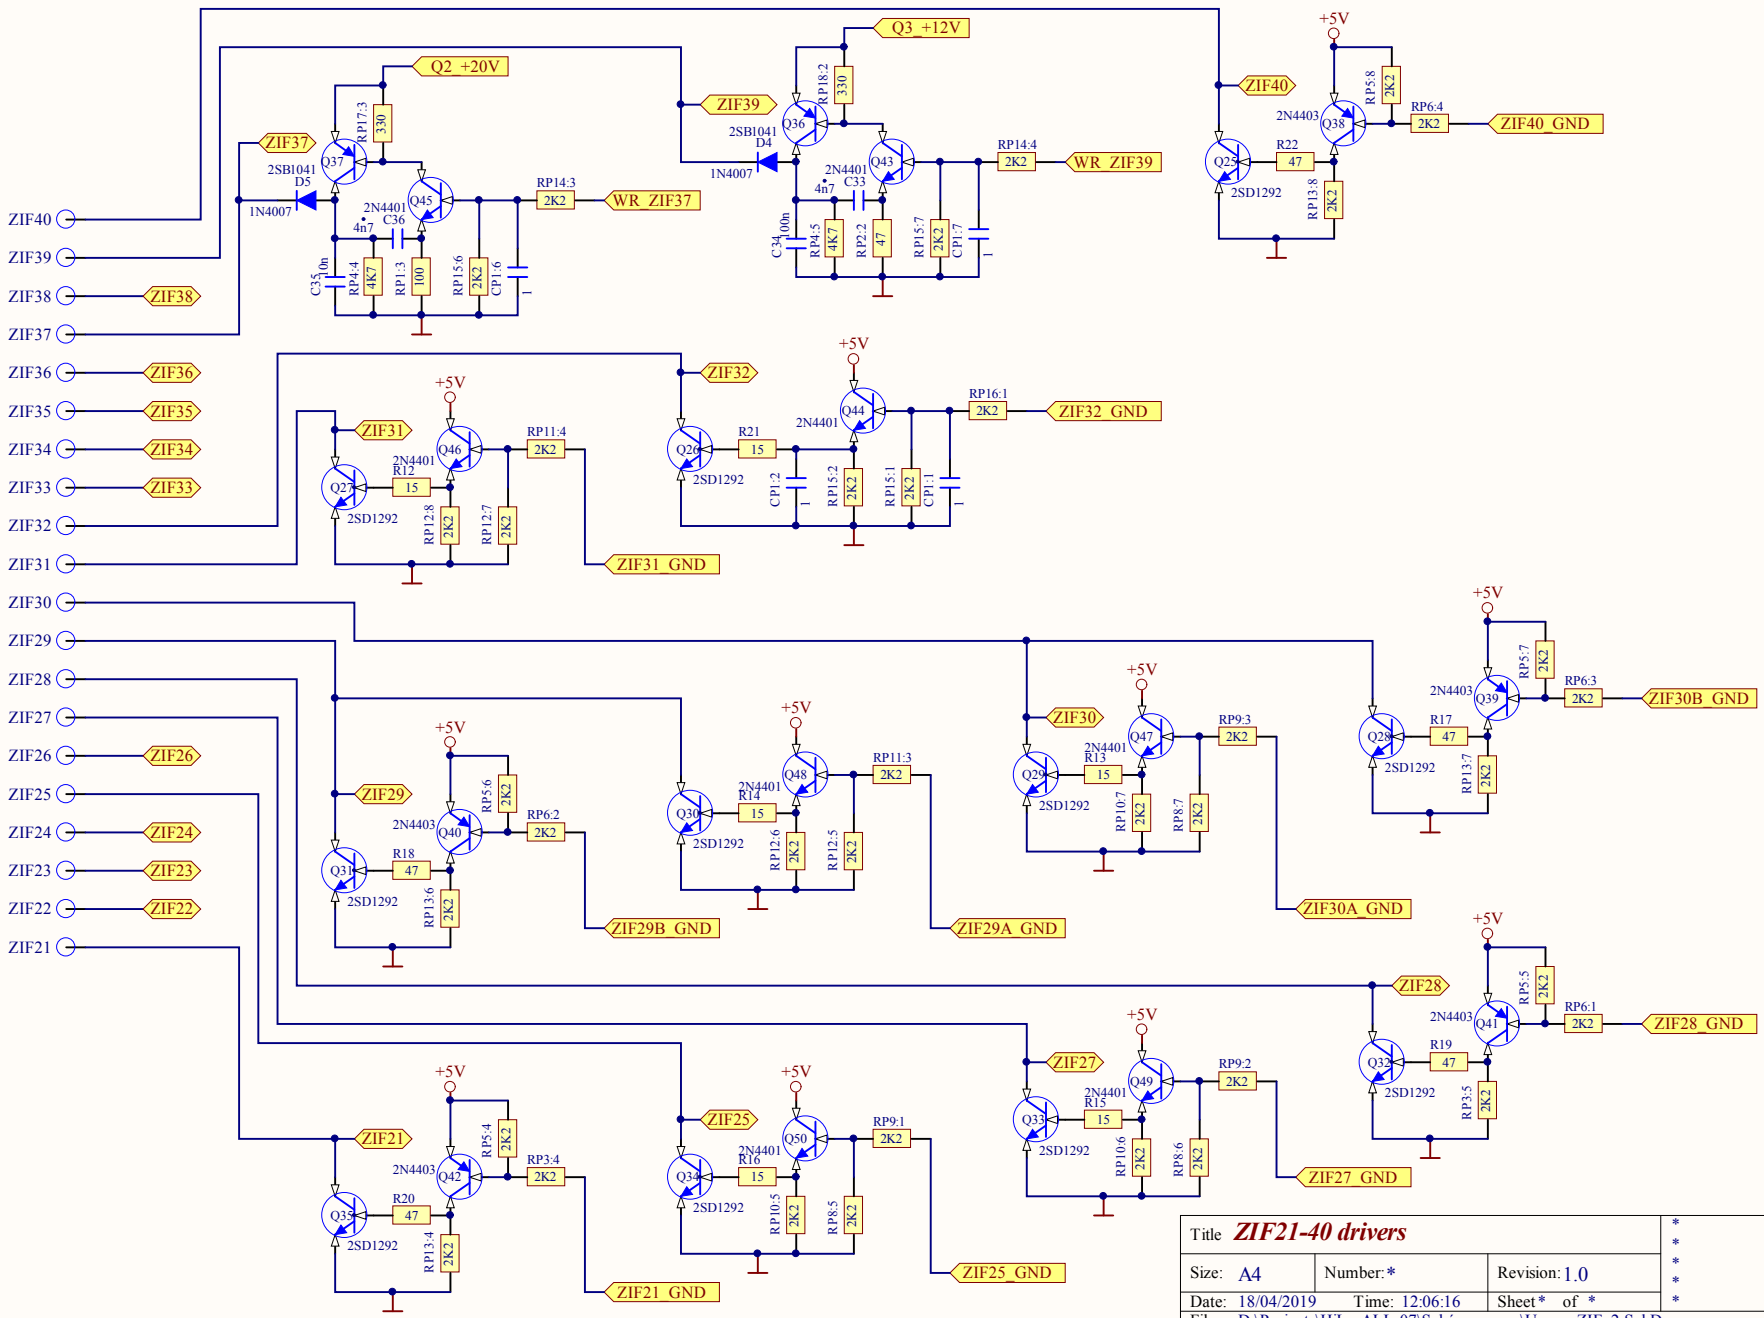 Q3_+12V
+5V
Q2_+20V
RP17:3
330
RP18:2
330
ZIF39
ZIF40
RP5:8
2K2
2N4403
Q38
RP6:4
2K2
ZIF40_GND
ZIF37
Q37
2SB1041
D5
1N4007
Q36
2SB1041
D4
1N4007
Q43
2N4401
C33
4n7
RP14:4
2K2
WR_ZIF39
Q25
2SD1292
R22
47
RP13:8
2K2
Q45
2N4401
C36
4n7
RP14:3
2K2
WR_ZIF37
C34
100n
RP4:5
4K7
RP2:2
47
RP15:7
2K2
CP1:7
1
C35
10n
RP4:4
4K7
RP1:3
100
RP15:6
2K2
CP1:6
1
ZIF40
ZIF39
ZIF38 ZIF38
ZIF37
ZIF36 ZIF36
ZIF35 ZIF35
ZIF34 ZIF34
ZIF33 ZIF33
ZIF32
ZIF31
ZIF30
ZIF29
ZIF28
ZIF27
ZIF26 ZIF26
ZIF25
ZIF24 ZIF24
ZIF23 ZIF23
ZIF22 ZIF22
ZIF21
+5V
ZIF31
Q46
2N4401
R12
15
RP11:4
2K2
Q27
2SD1292
RP12:8
2K2
RP12:7
2K2
ZIF31_GND
+5V
ZIF32
Q44
2N4401
RP16:1
2K2
ZIF32_GND
Q26
2SD1292
R21
15
CP1:2
1
RP15:2
2K2
RP15:1
2K2
CP1:1
1
+5V
ZIF29
RP5:6
2K2
2N4403
Q40
RP6:2
2K2
Q31
2SD1292
R18
47
RP13:6
2K2
ZIF29B_GND
+5V
Q48
2N4401
R14
15
RP11:3
2K2
Q30
2SD1292
RP12:6
2K2
RP12:5
2K2
ZIF29A_GND
+5V
ZIF30
Q47
2N4401
R13
15
RP9:3
2K2
Q29
2SD1292
RP10:7
2K2
RP8:7
2K2
ZIF30A_GND
+5V
RP5:7
2K2
2N4403
Q39
RP6:3
2K2
ZIF30B_GND
Q28
2SD1292
R17
47
RP13:7
2K2
+5V
ZIF28
RP5:5
2K2
2N4403
Q41
RP6:1
2K2
ZIF28_GND
Q32
2SD1292
R19
47
RP3:5
2K2
+5V
ZIF27
Q49
2N4401
R15
15
RP9:2
2K2
Q33
2SD1292
RP10:6
2K2
RP8:6
2K2
ZIF27_GND
+5V
ZIF21
RP5:4
2K2
2N4403
Q42
RP3:4
2K2
Q35
2SD1292
R20
47
RP13:4
2K2
ZIF21_GND
+5V
ZIF25
Q50
2N4401
R16
15
RP9:1
2K2
Q34
2SD1292
RP10:5
2K2
RP8:5
2K2
ZIF25_GND
Title ZIF21-40 drivers
*
*
*
*
*
Size: A4 Number:* Revision:1.0
Date: 18/04/2019 Time: 12:06:16 Sheet * of *